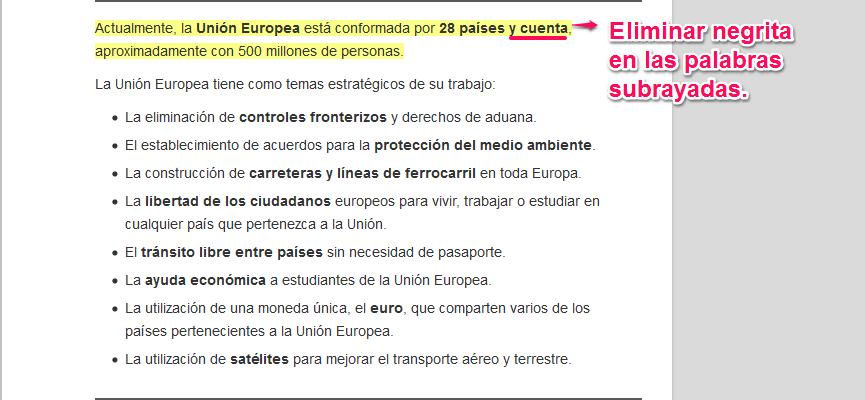 Actualmente, la Unión Europea está conformada por 28 países y cuenta,
aproximadamente con 500 millones de personas.
Eliminar negrita
en las palabras
subrayadas.
La Unión Europea tiene como temas estratégicos de su trabajo:
• La eliminación de controles fronterizos y derechos de aduana.
• El establecimiento de acuerdos para la protección del medio ambiente.
• La construcción de carreteras y líneas de ferrocarril en toda Europa.
• La libertad de los ciudadanos europeos para vivir, trabajar o estudiar en
cualquier país que pertenezca a la Unión.
• El tránsito libre entre países sin necesidad de pasaporte.
• La ayuda económica a estudiantes de la Unión Europea.
• La utilización de una moneda única, el euro, que comparten varios de los
países pertenecientes a la Unión Europea.
• La utilización de satélites para mejorar el transporte aéreo y terrestre.